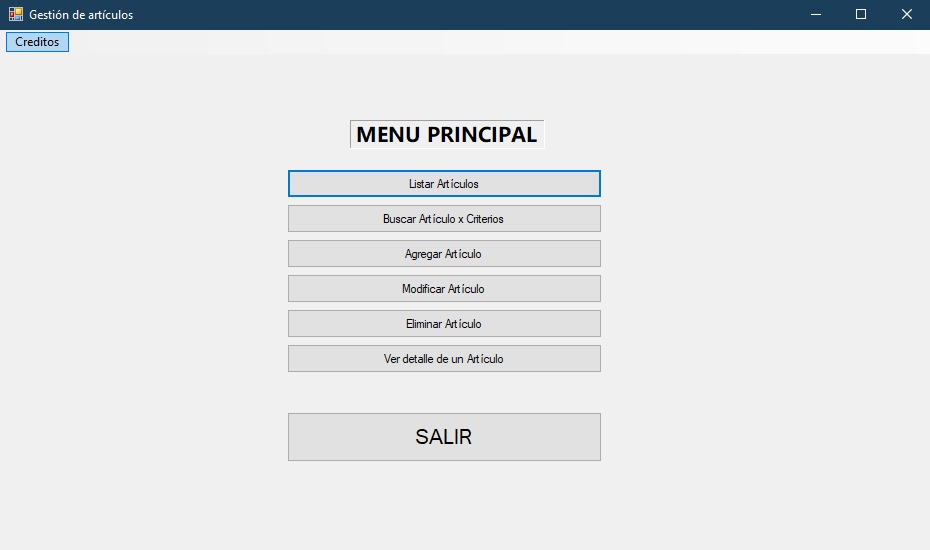 Gestión de artículos
Creditos
MENU PRINCIPAL
Listar Artículos
Buscar Artículo x Criterios
Agregar Artículo
Modificar Artículo
Eliminar Artículo
Ver detalle de un Artículo
SALIR